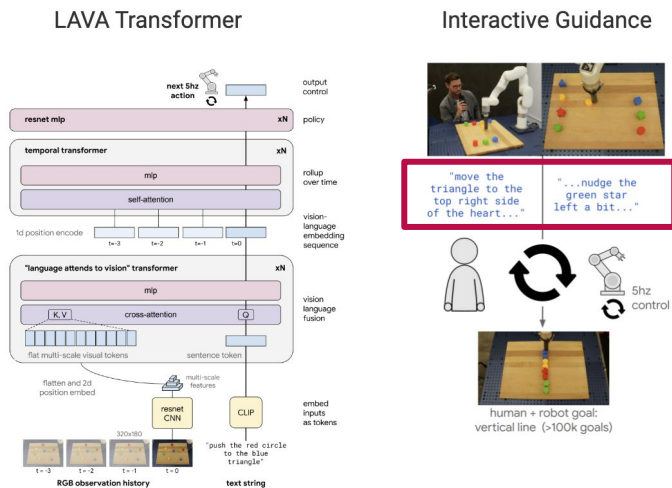 LAVA Transformer
next 5hz
action
output
control
resnet mlp
xN
policy
temporal transformer
xN
mlp
self-attention
rollup
over time
1d position encode
t=-3
t=-2
t=-1
t=0
vision-
language
embedding
sequence
"language attends to vision" transformer
xN
mlp
K, V
cross-attention
Q
vision
language
fusion
flat multi-scale visual tokens
sentence token
flatten and 2d
position embed
multi-scale
features
resnet
CNN
CLIP
embed
inputs
as tokens
320x180
"push the red circle
to the blue
triangle"
t = -3
t = -2
t = -1
t = 0
RGB observation history
text string
Interactive Guidance
"move the
triangle to the
top right side
of the heart..."
"...nudge the
green star
left a bit..."
5hz
control
human + robot goal:
vertical line (>100k goals)